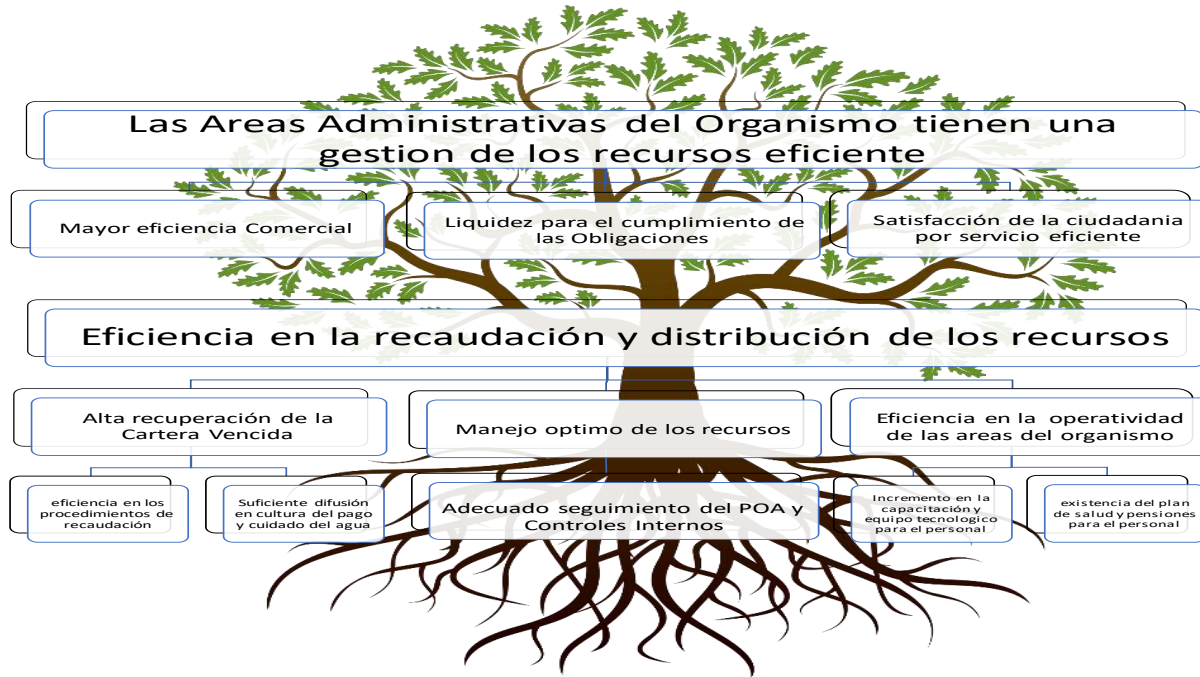 Las Areas Administrativas del Organismo tienen una
gestion de los recursos eficiente
Mayor eficiencia Comercial
Liquidez para el cumplimiento de
las Obligaciones
Satisfacción de la ciudadania
por servicio eficiente
Eficiencia en la recaudación y distribución de los recursos
Alta recuperación de la
Cartera Vencida
Manejo optimo de los recursos
Eficiencia en la operatividad
de las areas del organismo
eficiencia en los
procedimientos de
recaudación
Suficiente difusión
en cultura del pago
y cuidado del agua
Adecuado seguimiento del POA y
Controles Internos
Incremento en la
capacitación y
equipo tecnologico
para el personal
existencia del plan
de salud y pensiones
para el personal